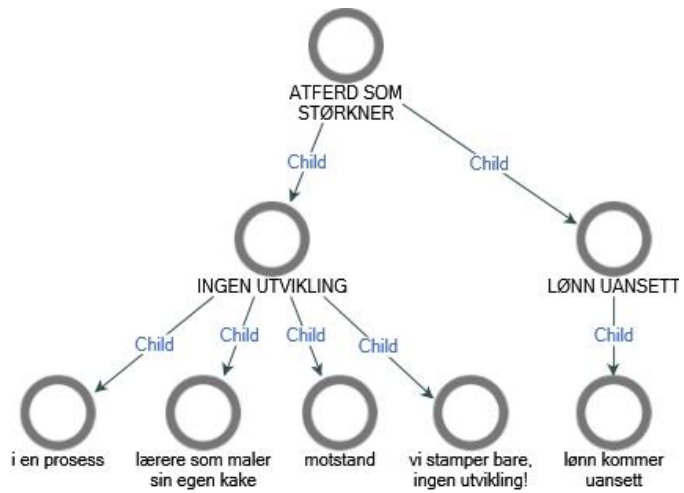 ATFERD SOM
STØRKNER
Child
Child
INGEN UTVIKLING
LØNN UANSETT
Child
Child
Child
Child
Child
i en prosess
lærere som maler
sin egen kake
motstand
vi stamper bare,
ingen utvikling!
lønn kommer
uansett